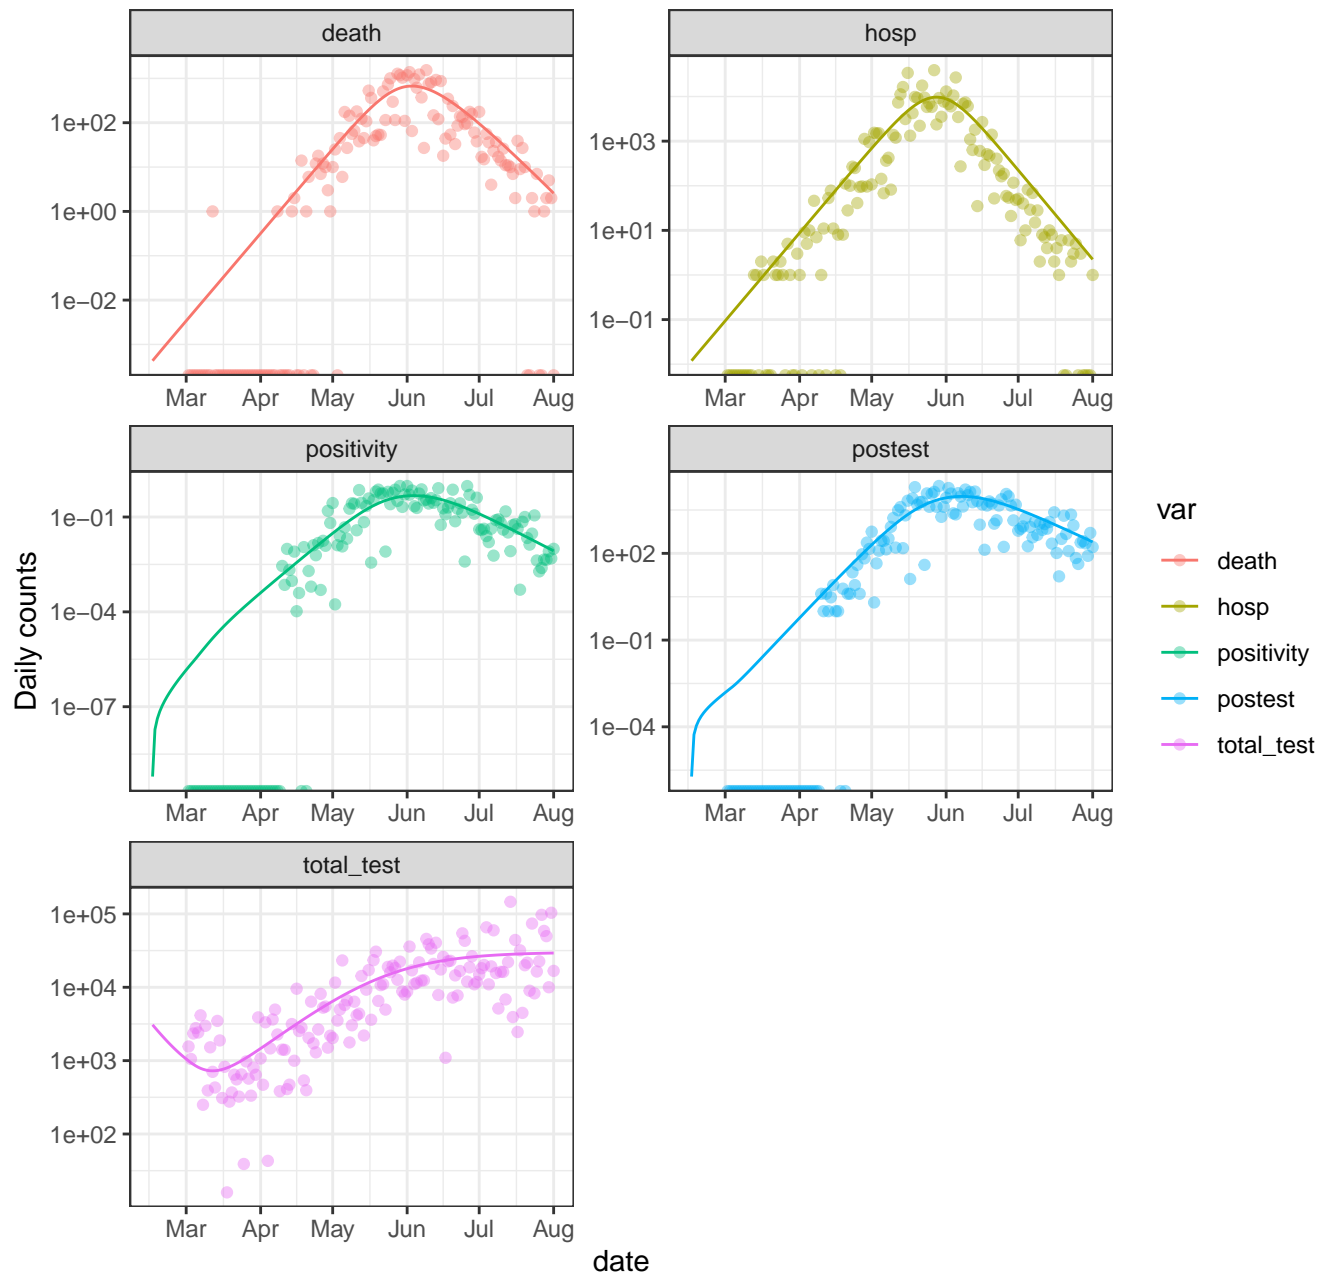 death
hosp
1e+02
1e+00
1e−02
1e+03
1e+01
1e−01
Mar Apr May Jun Jul Aug
Mar Apr May Jun Jul Aug
positivity
postest
1e−01
1e−04
1e−07
1e+02
1e−01
1e−04
Mar Apr May Jun Jul Aug
Mar Apr May Jun Jul Aug
total_test
1e+05
1e+04
1e+03
1e+02
Mar Apr May Jun Jul Aug
date
Daily counts
var
death
hosp
positivity
postest
total_test